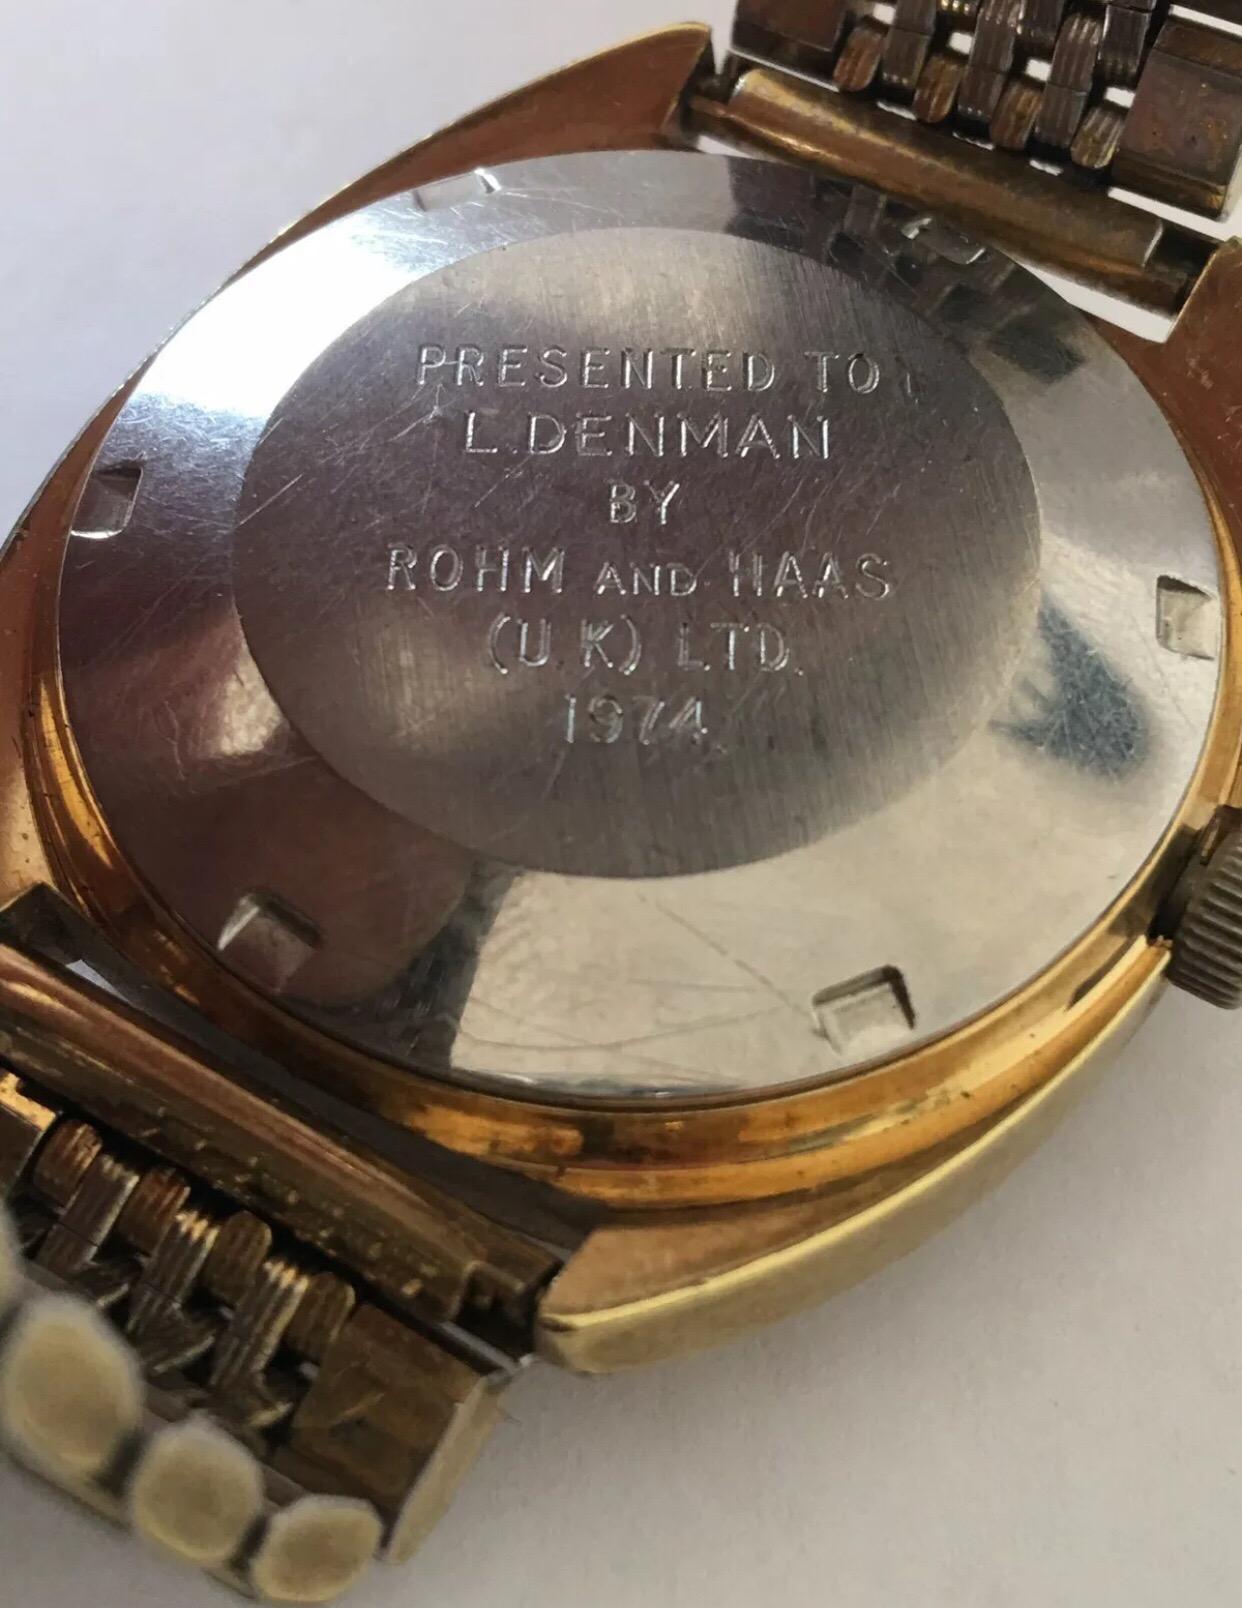 PRESENTED TO
L. DENMAN
BY
ROHM AND HAAS
(U.K) LTD.
1974.